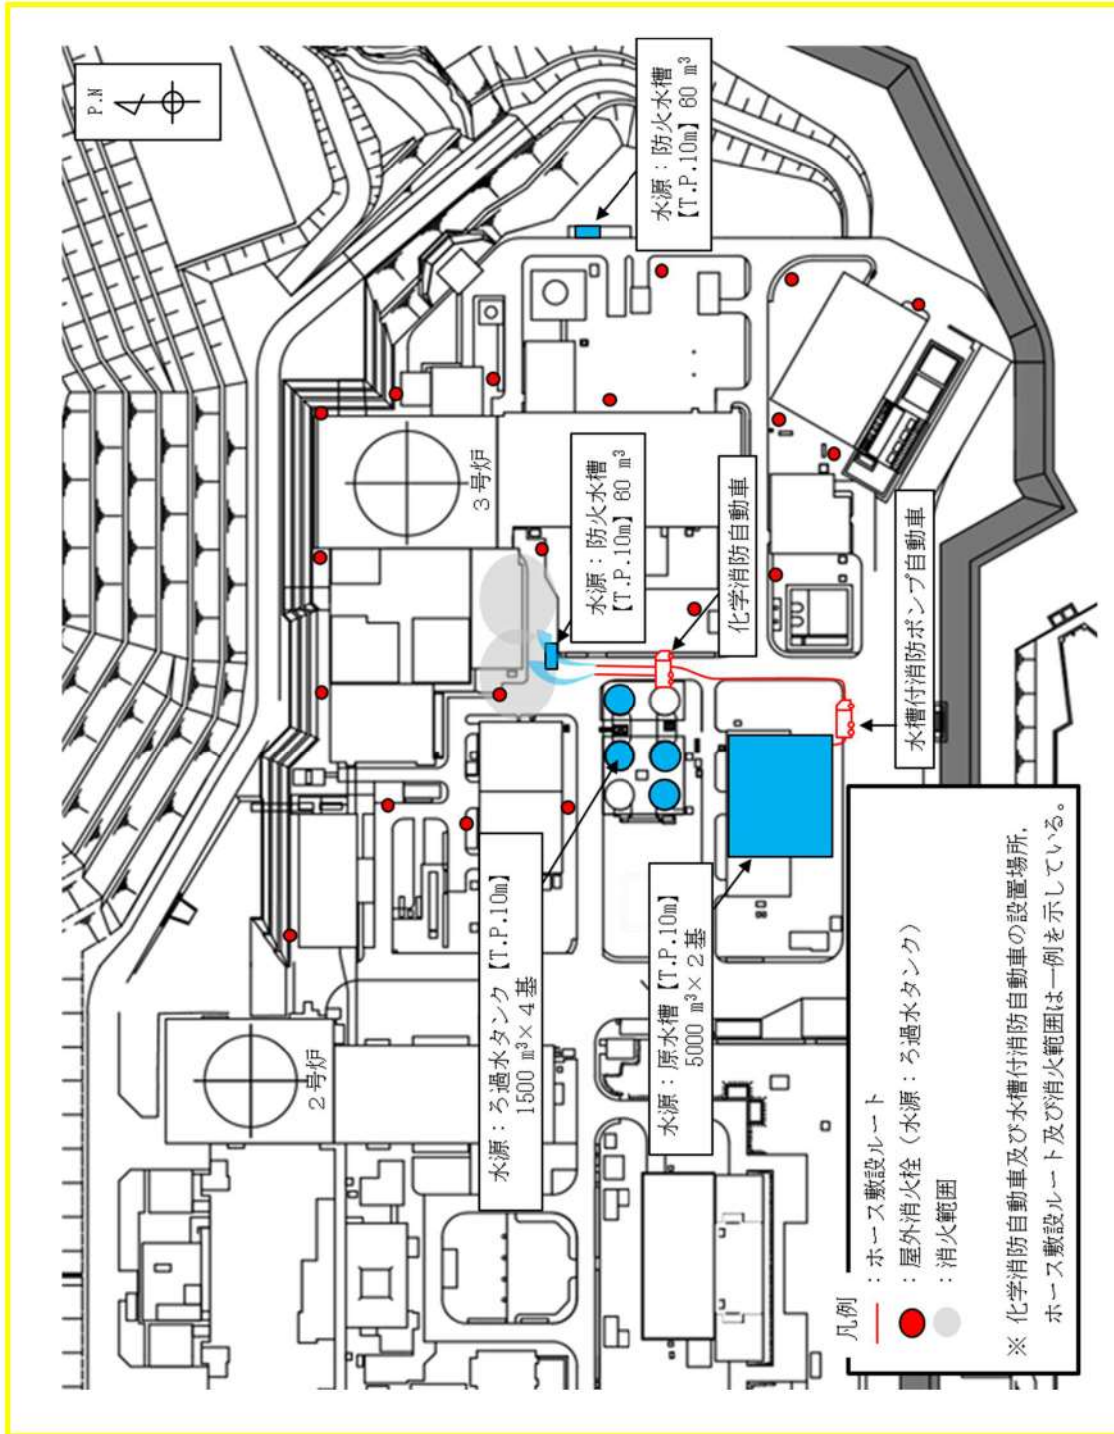 P.N
水源：防火水槽
【T.P.10m】60 m³
3号炉
水源：防火水槽
【T.P.10m】60 m³
化学消防自動車
水槽付消防ポンプ自動車
2号炉
水源：ろ過水タンク【T.P.10m】
1500 m³×4基
水源：原水槽【T.P.10m】
5000 m³×2基
凡例
：ホース敷設ルート
：屋外消火栓（水源：ろ過水タンク）
：消火範囲
※ 化学消防自動車及び水槽付消防自動車の設置場所，
ホース敷設ルート及び消火範囲は一例を示している。